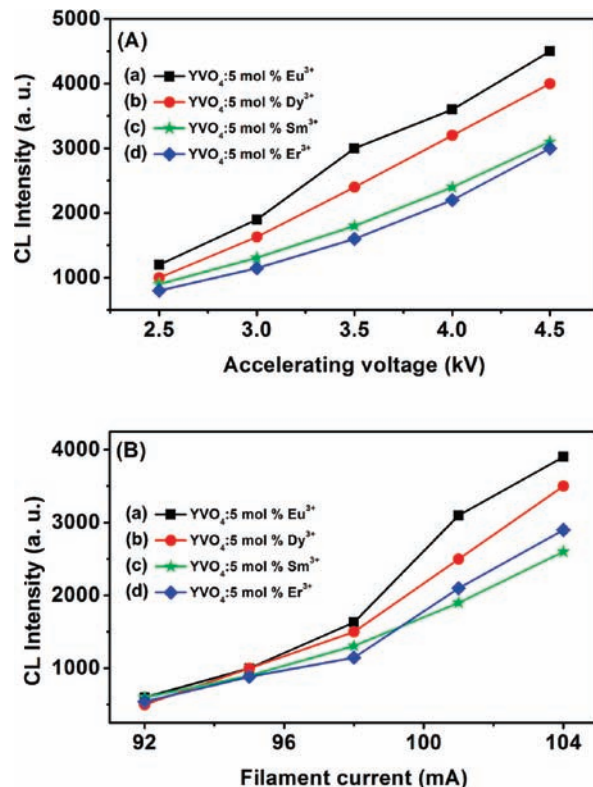 (A)
5000
4000
3000
2000
1000
CL Intensity (a. u.)
(a) YVO₄:5 mol % Eu³⁺
(b) YVO₄:5 mol % Dy³⁺
(c) YVO₄:5 mol % Sm³⁺
(d) YVO₄:5 mol % Er³⁺
2.5 3.0 3.5 4.0 4.5
Accelerating voltage (kV)
(B)
4000
3000
2000
1000
CL Intensity (a. u.)
(a) YVO₄:5 mol % Eu³⁺
(b) YVO₄:5 mol % Dy³⁺
(c) YVO₄:5 mol % Sm³⁺
(d) YVO₄:5 mol % Er³⁺
92 96 100 104
Filament current (mA)